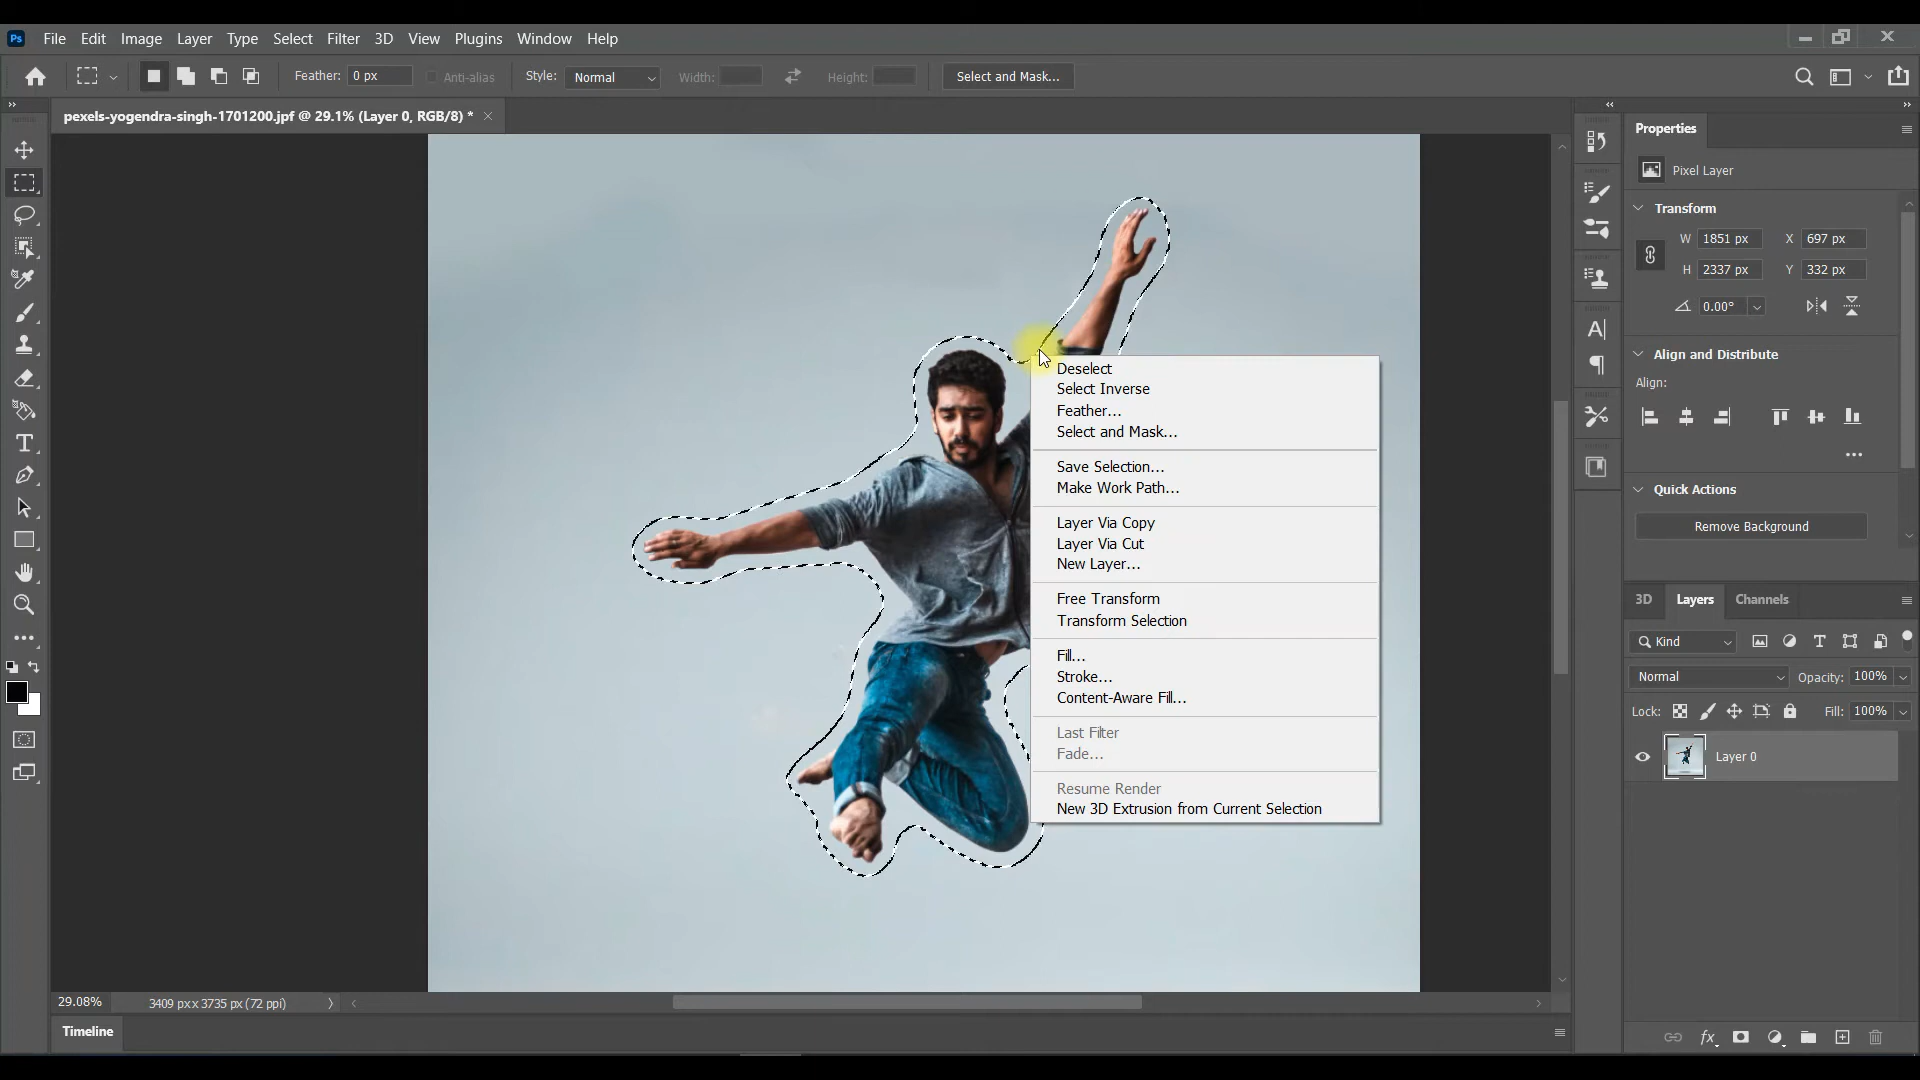 Ps File Edit Image Layer Type Select Filter 3D View Plugins Window Help
Feather: 0 px Anti-alias Style: Normal Width: Height: Select and Mask...
pexels-yogendra-singh-1701200.jpf @ 29.1% (Layer 0, RGB/8) *
Properties
Pixel Layer
Transform
W 1851 px X 697 px
H 2337 px Y 332 px
0.00°
Align and Distribute
Align:
Quick Actions
Remove Background
3D Layers Channels
Kind
Normal Opacity: 100%
Lock: Fill: 100%
Layer 0
Deselect
Select Inverse
Feather...
Select and Mask...
Save Selection...
Make Work Path...
Layer Via Copy
Layer Via Cut
New Layer...
Free Transform
Transform Selection
Fill...
Stroke...
Content-Aware Fill...
Last Filter
Fade...
Resume Render
New 3D Extrusion from Current Selection
29.08% 3409 px x 3735 px (72 ppi)
Timeline